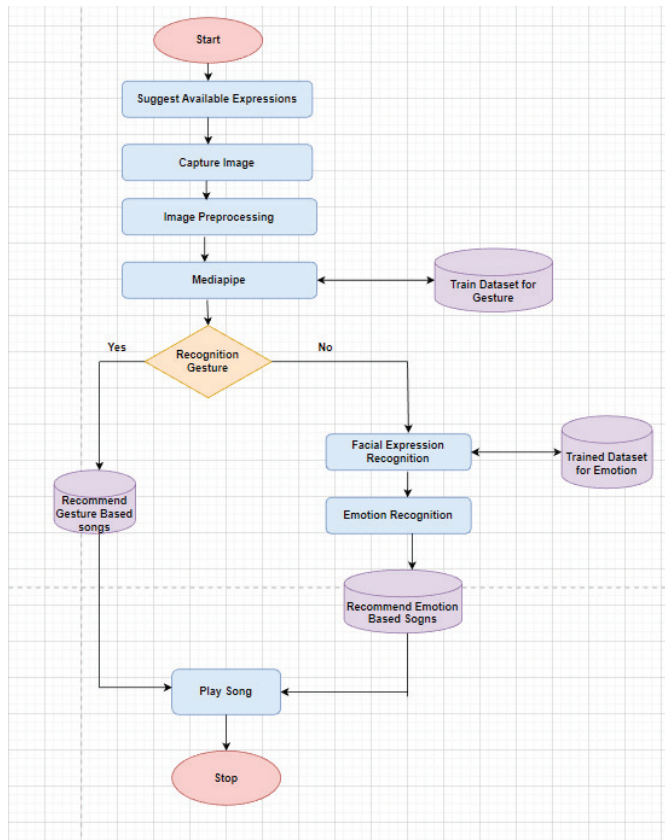 Start
Suggest Available Expressions
Capture Image
Image Preprocessing
Mediapipe
Train Dataset for
Gesture
Yes
Recognition
Gesture
No
Facial Expression
Recognition
Trained Dataset
for Emotion
Recommend
Gesture Based
songs
Emotion Recognition
Recommend Emotion
Based Sogns
Play Song
Stop